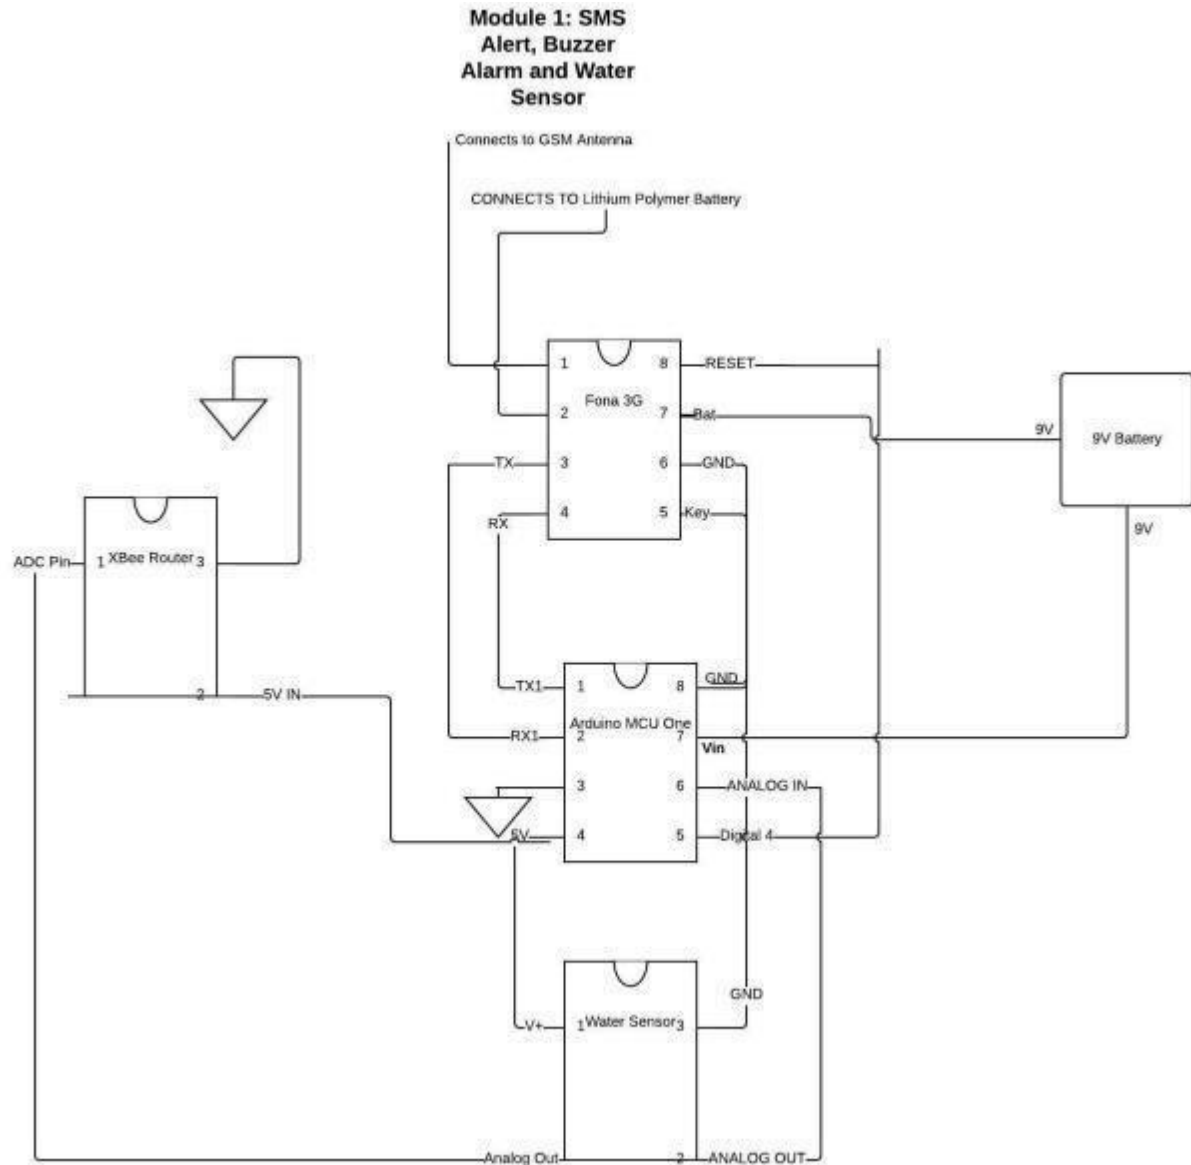 Module 1: SMS
Alert, Buzzer
Alarm and Water
Sensor
Connects to GSM Antenna
CONNECTS TO Lithium Polymer Battery
1 8 RESET
Fona 3G
2 7 Bat
9V 9V Battery
TX 3 6 GND
RX 4 5 Key
9V
ADC Pin 1 XBee Router 3
2 5V IN
TX1 1 8 GND
Arduino MCU One
RX1 2 7 Vin
3 6 ANALOG IN
5V 4 5 Digital 4
GND
V+ 1 Water Sensor 3
Analog Out 2 ANALOG OUT